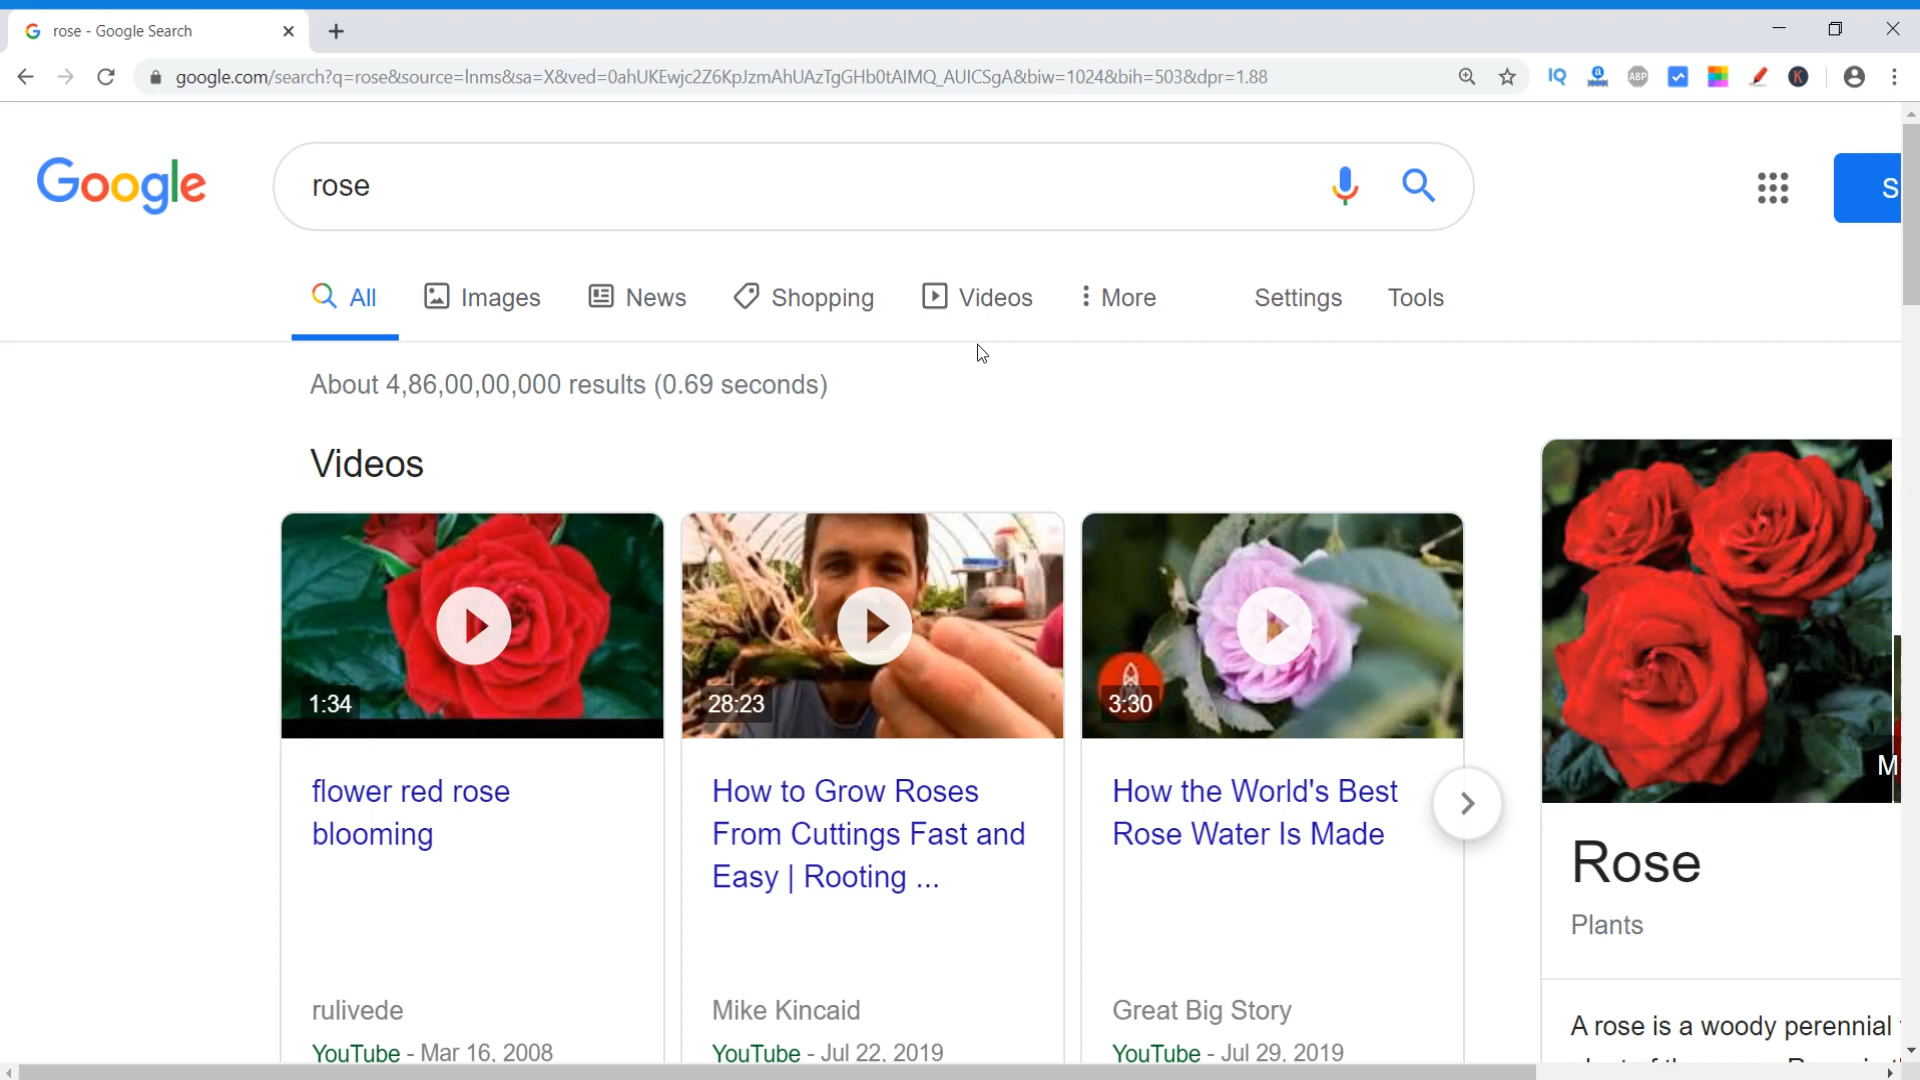 rose - Google Search
google.com/search?q=rose&source=lnms&sa=X&ved=0ahUKEwjc2Z6KpJzmAhUAzTgGHb0tAIMQ_AUICSgA&biw=1024&bih=503&dpr=1.88
IQ
a
ABP
K
Google
rose
S
All
Images
News
Shopping
Videos
More
Settings
Tools
About 4,86,00,00,000 results (0.69 seconds)
Videos
1:34
28:23
3:30
M
flower red rose
blooming
How to Grow Roses
From Cuttings Fast and
Easy | Rooting ...
How the World's Best
Rose Water Is Made
Rose
Plants
rulivede
Mike Kincaid
Great Big Story
A rose is a woody perennial
YouTube - Mar 16, 2008
YouTube - Jul 22, 2019
YouTube - Jul 29, 2019